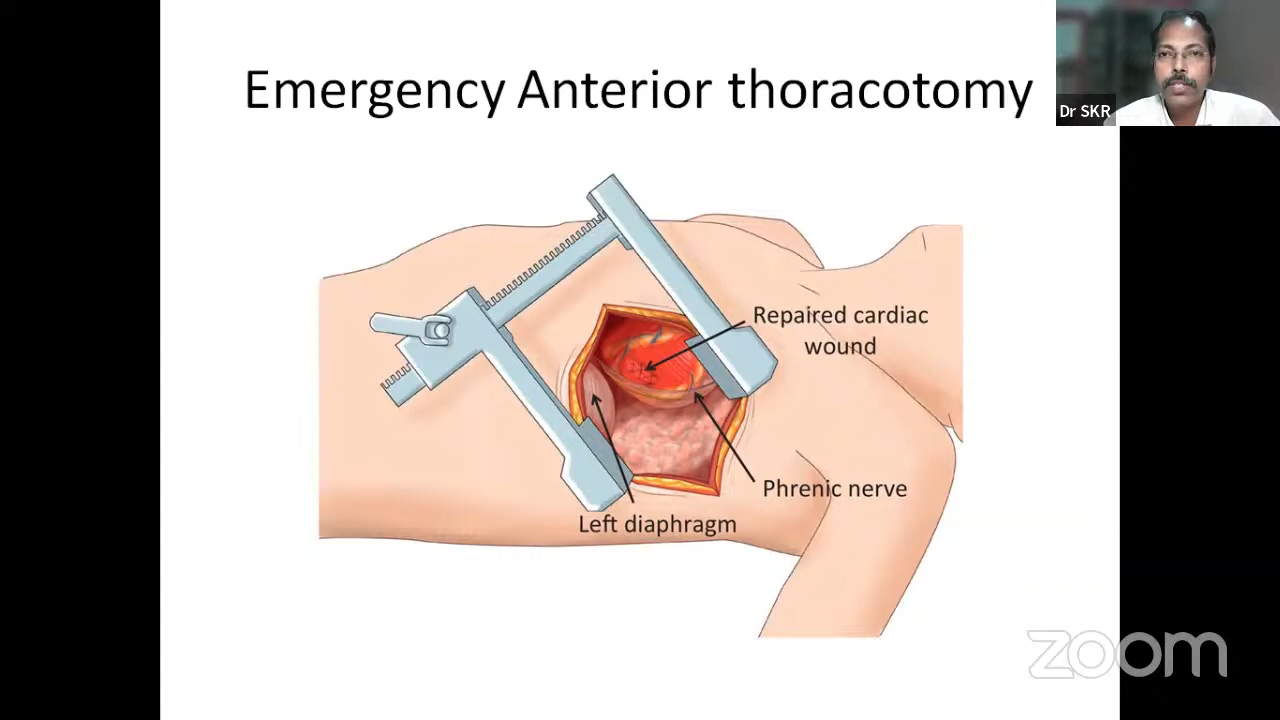 Emergency Anterior thoracotomy
Dr SKR
Repaired cardiac
wound
Phrenic nerve
Left diaphragm
zoom